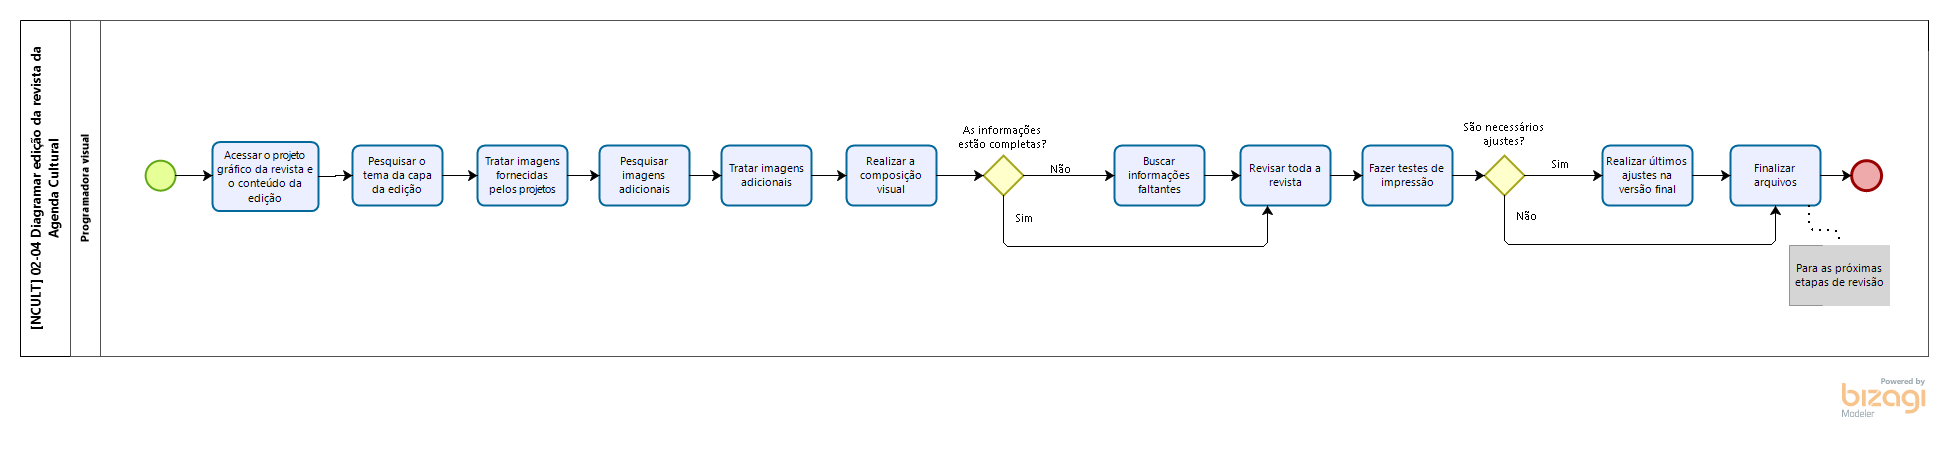 [NCULT] 02-04 Diagramar edição da revista da
Agenda Cultural
Programadora visual
Acessar o projeto
gráfico da revista e
o conteúdo da
edição
Pesquisar o
tema da capa
da edição
Tratar imagens
fornecidas
pelos projetos
Pesquisar
imagens
adicionais
Tratar imagens
adicionais
Realizar a
composição
visual
As informações
estão completas?
Não
Sim
Buscar
informações
faltantes
Revisar toda a
revista
Fazer testes de
impressão
São necessários
ajustes?
Sim
Não
Realizar últimos
ajustes na
versão final
Finalizar
arquivos
Para as próximas
etapas de revisão
Powered by
bizagi
Modeler